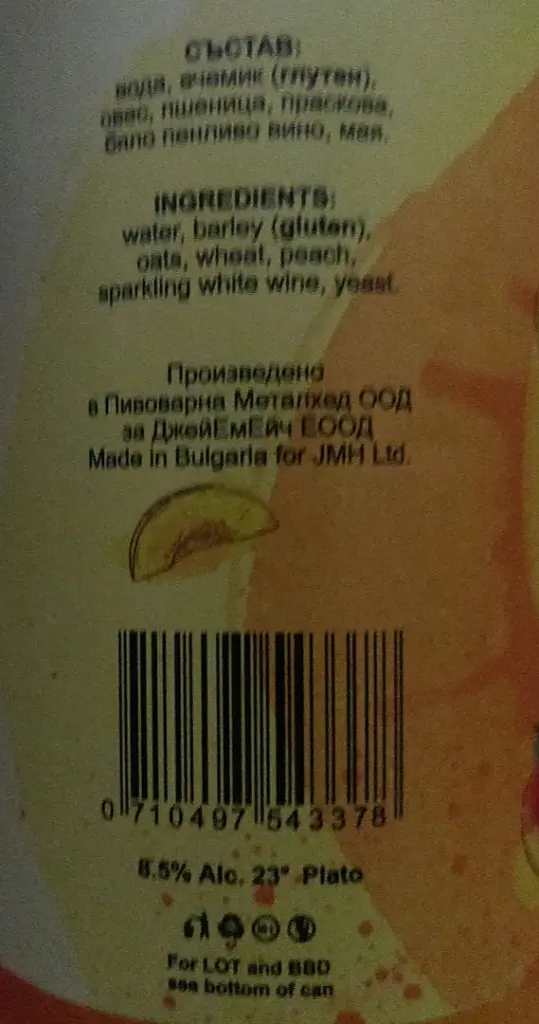 СЪСТАВ:
вода, ечемик (глутен),
овес, пшеница, праскова,
бяло пенливо вино, мая.
INGREDIENTS:
water, barley (gluten),
oats, wheat, peach,
sparkling white wine, yeast.
Произведено
в Пивоварна Металхед ООД
за ДжейЕмЕйч ЕООД
Made in Bulgaria for JMH Ltd.
0 710497 543378
8.5% Alc. 23° Plato
For LOT and BBD
see bottom of can